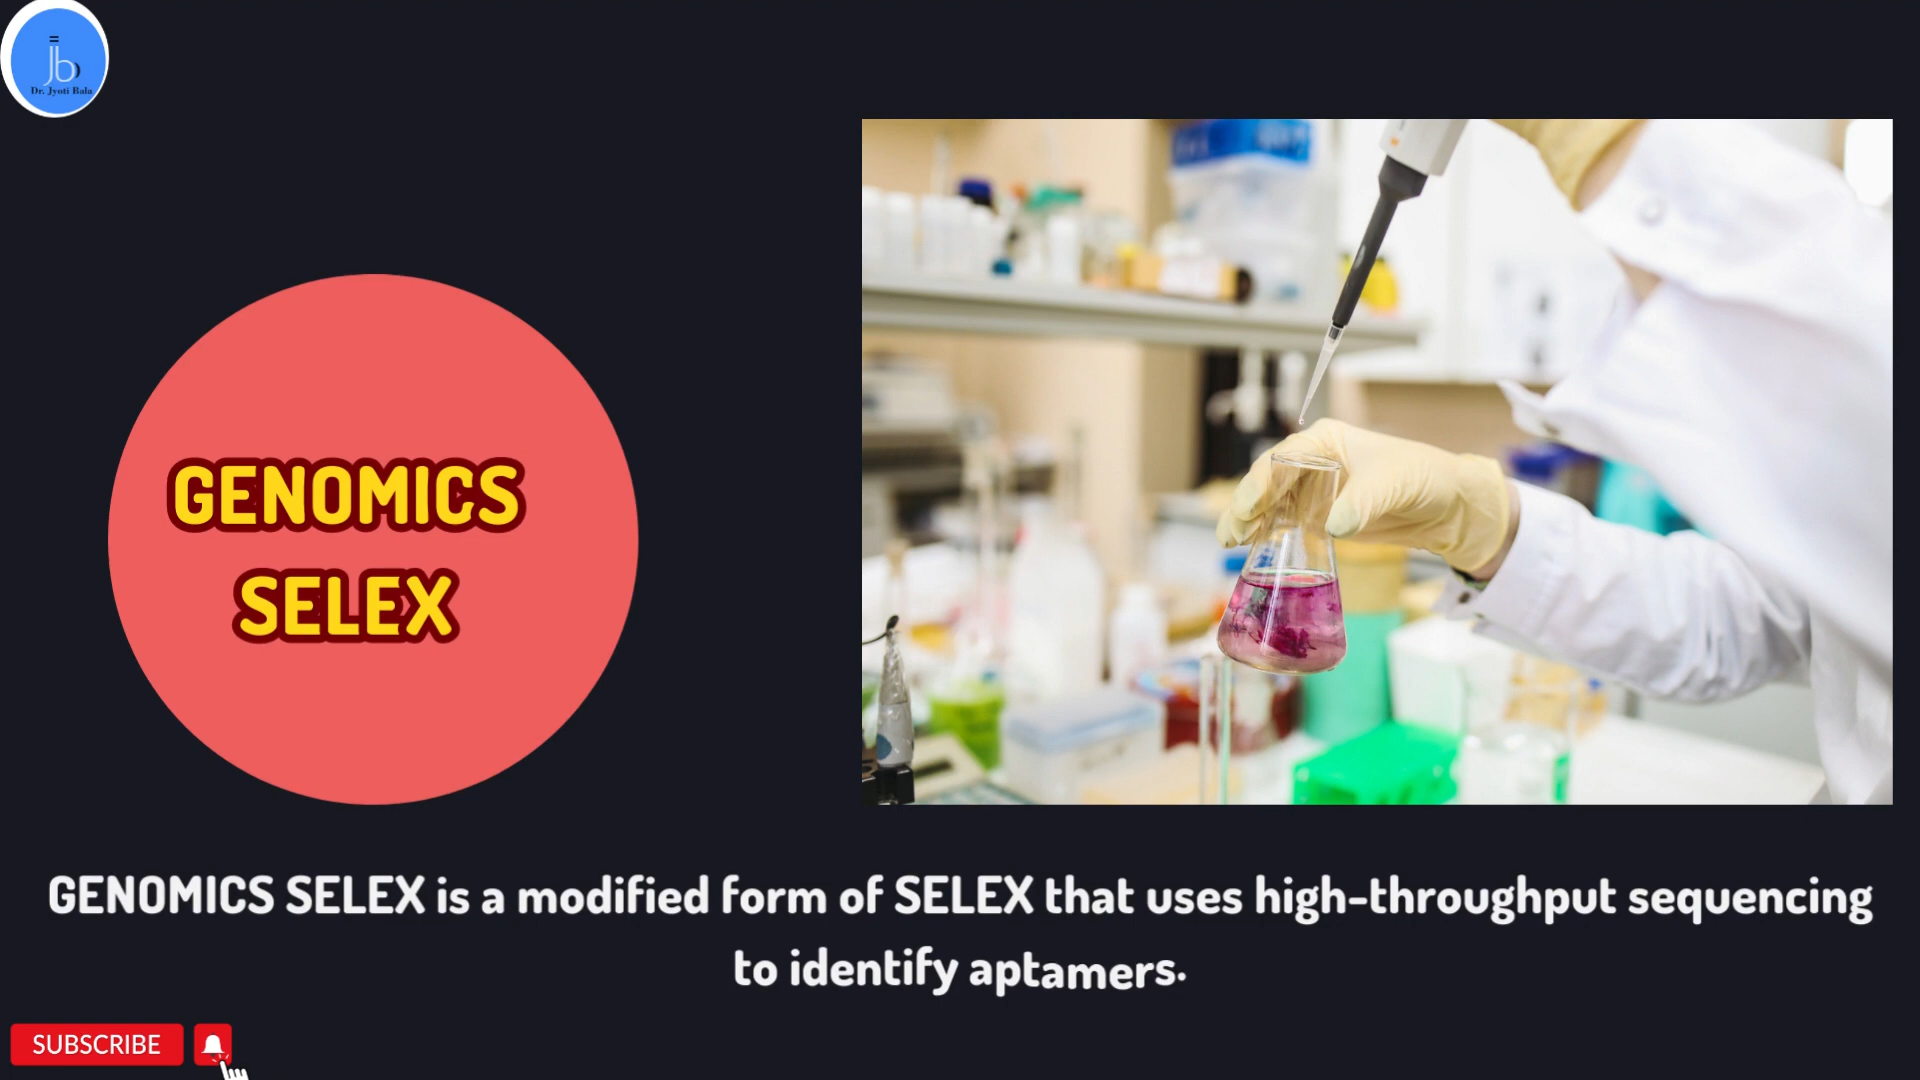 Dr. Jyoti Bala
GENOMICS
SELEX
GENOMICS SELEX is a modified form of SELEX that uses high-throughput sequencing
to identify aptamers.
SUBSCRIBE